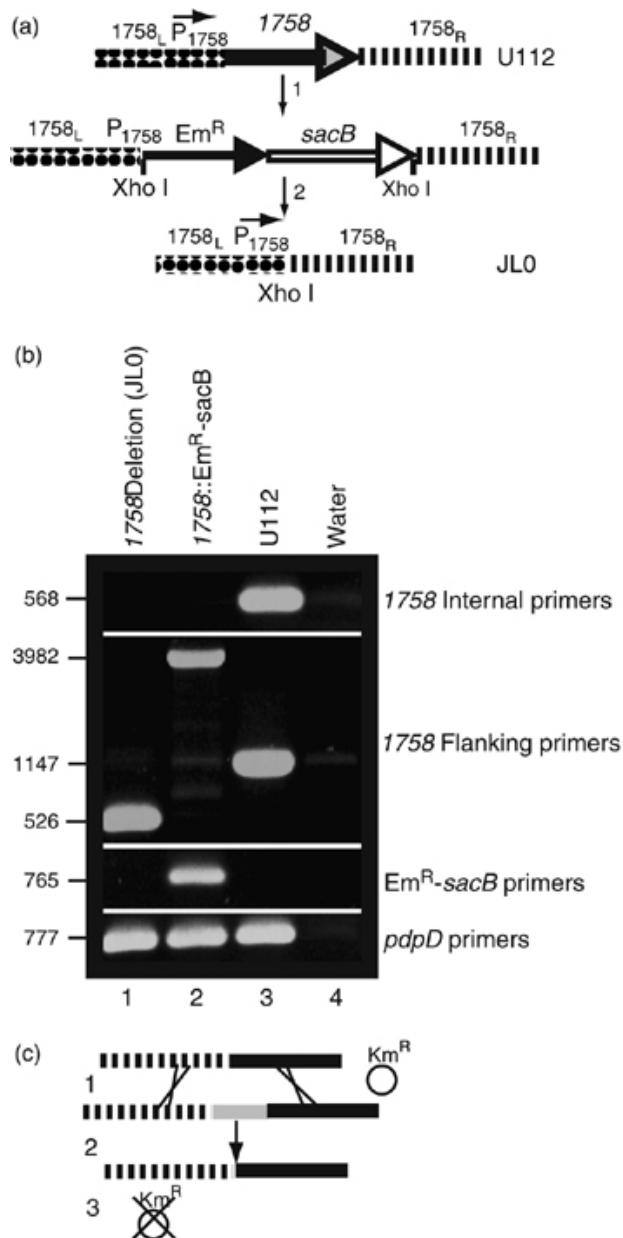 (a)
1758L P1758 1758 1758R U112
1
1758L P1758 EmR sacB 1758R
Xho I Xho I
2
1758L P1758 1758R JL0
Xho I
(b)
1758Deletion (JL0)
1758::EmR-sacB
U112
Water
568 1758 Internal primers
3982
1147 1758 Flanking primers
526
765 EmR-sacB primers
777 pdpD primers
1 2 3 4
(c)
KmR
1
2
3 KmR